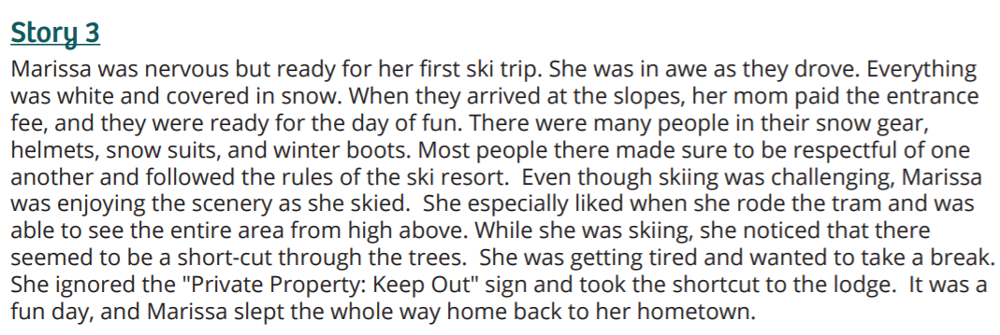 Story 3
Marissa was nervous but ready for her first ski trip. She was in awe as they drove. Everything
was white and covered in snow. When they arrived at the slopes, her mom paid the entrance
fee, and they were ready for the day of fun. There were many people in their snow gear,
helmets, snow suits, and winter boots. Most people there made sure to be respectful of one
another and followed the rules of the ski resort.  Even though skiing was challenging, Marissa
was enjoying the scenery as she skied.  She especially liked when she rode the tram and was
able to see the entire area from high above. While she was skiing, she noticed that there
seemed to be a short-cut through the trees.  She was getting tired and wanted to take a break.
She ignored the "Private Property: Keep Out" sign and took the shortcut to the lodge.  It was a
fun day, and Marissa slept the whole way home back to her hometown.